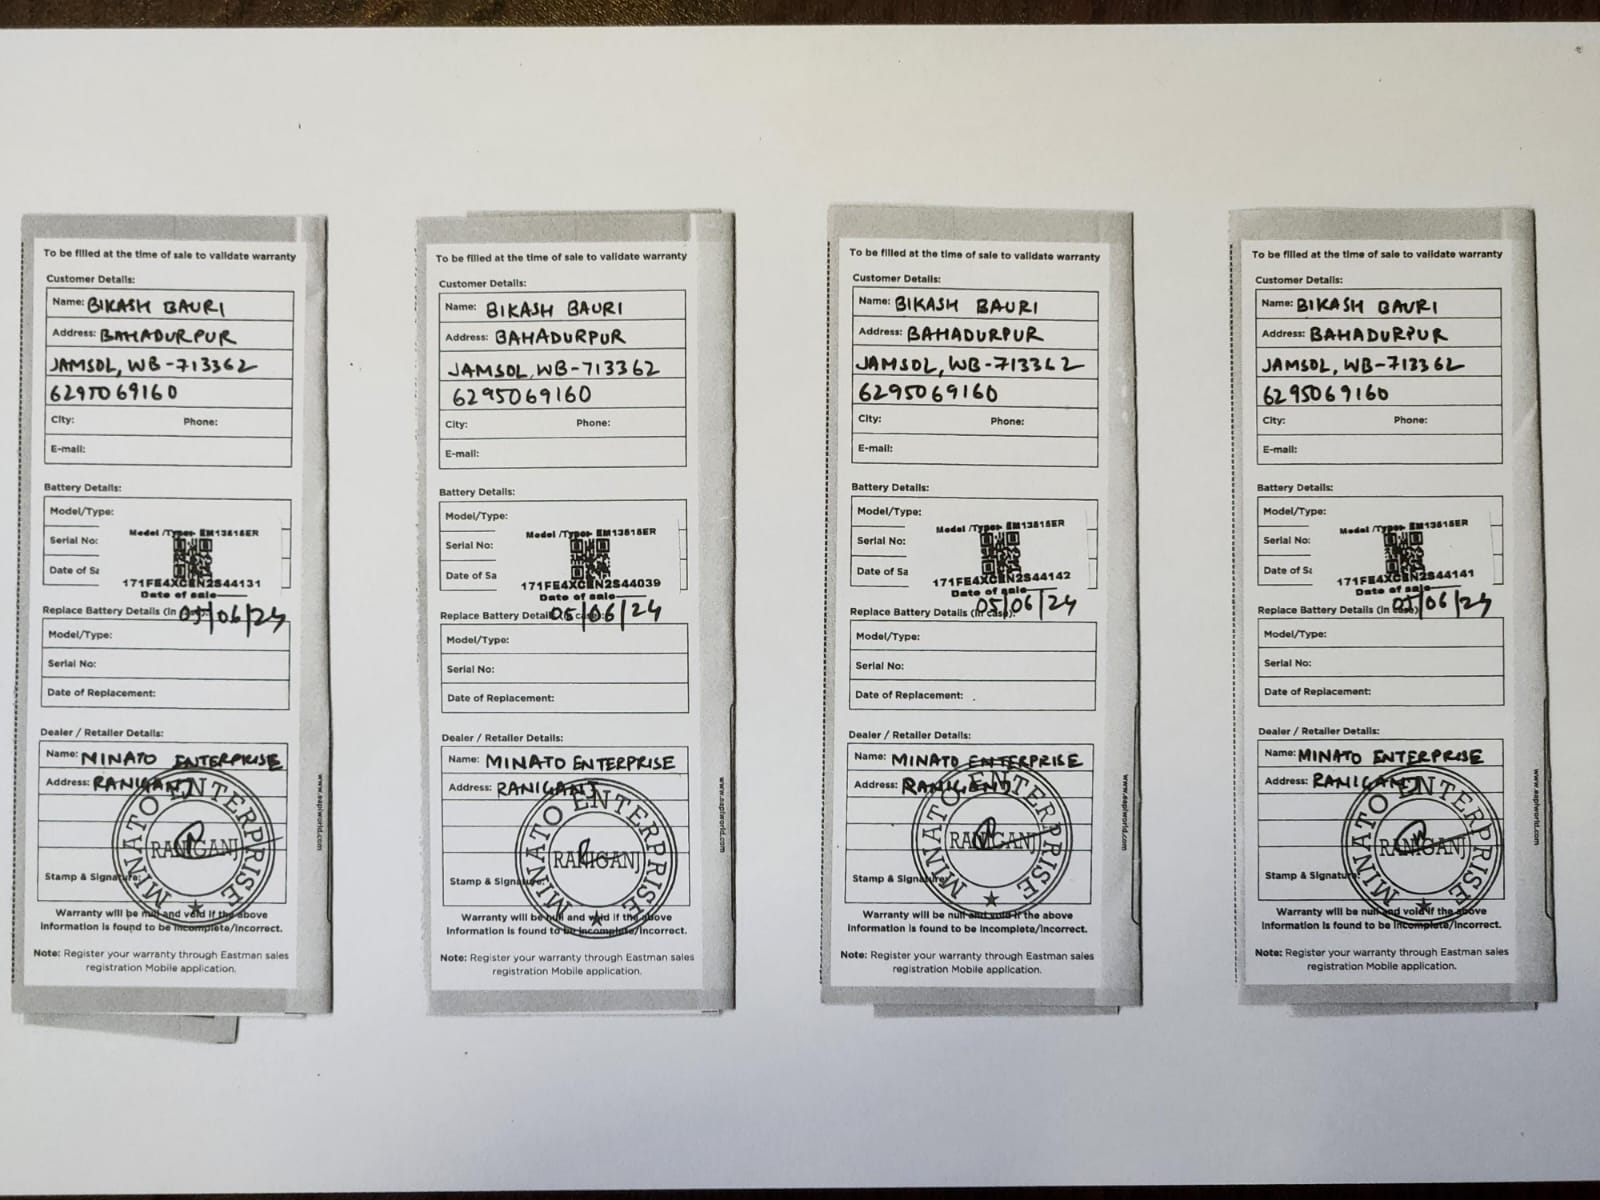 To be filled at the time of sale to validate warranty
Customer Details:
Name: BIKASH BAURI
Address: BAHADURPUR
JAMSOL, WB-713362
6295069160
City: Phone:
E-mail:
Battery Details:
Model/Type:
Model /Type:- EM13518ER
Serial No:
Date of Sa
171FE4XCEN2S44131
Date of sale
05/06/24
Replace Battery Details (in
Model/Type:
Serial No:
Date of Replacement:
Dealer / Retailer Details:
Name: MINATO ENTERPRISE
Address: RANIGANJ
MINATO ENTERPRISE
RANIGANJ
Stamp & Signature:
Warranty will be null and void if the above
Information is found to be Incomplete/Incorrect.
Note: Register your warranty through Eastman sales
registration Mobile application.
www.eaplworld.com
To be filled at the time of sale to validate warranty
Customer Details:
Name: BIKASH BAURI
Address: BAHADURPUR
JAMSOL, WB-713362
6295069160
City: Phone:
E-mail:
Battery Details:
Model/Type:
Model /Type:- EM13518ER
Serial No:
Date of Sa
171FE4XCEN2S44039
Date of sale
05/06/24
Replace Battery Details (in case):
Model/Type:
Serial No:
Date of Replacement:
Dealer / Retailer Details:
Name: MINATO ENTERPRISE
Address: RANIGANJ
MINATO ENTERPRISE
RANIGANJ
Stamp & Signature:
Warranty will be null and void if the above
Information is found to be Incomplete/Incorrect.
Note: Register your warranty through Eastman sales
registration Mobile application.
www.eaplworld.com
To be filled at the time of sale to validate warranty
Customer Details:
Name: BIKASH BAURI
Address: BAHADURPUR
JAMSOL, WB-713362
6295069160
City: Phone:
E-mail:
Battery Details:
Model/Type:
Model /Type:- EM13518ER
Serial No:
Date of Sa
171FE4XCEN2S44142
Date of sale
05/06/24
Replace Battery Details (in case):
Model/Type:
Serial No:
Date of Replacement:
Dealer / Retailer Details:
Name: MINATO ENTERPRISE
Address: RANIGANJ
MINATO ENTERPRISE
RANIGANJ
Stamp & Signature:
Warranty will be null and void if the above
Information is found to be Incomplete/Incorrect.
Note: Register your warranty through Eastman sales
registration Mobile application.
www.eaplworld.com
To be filled at the time of sale to validate warranty
Customer Details:
Name: BIKASH BAURI
Address: BAHADURPUR
JAMSOL, WB-713362
6295069160
City: Phone:
E-mail:
Battery Details:
Model/Type:
Model /Type:- EM13518ER
Serial No:
Date of Sa
171FE4XCEN2S44141
Date of sale
05/06/24
Replace Battery Details (in case)
Model/Type:
Serial No:
Date of Replacement:
Dealer / Retailer Details:
Name: MINATO ENTERPRISE
Address: RANIGANJ
MINATO ENTERPRISE
RANIGANJ
Stamp & Signature:
Warranty will be null and void if the above
Information is found to be Incomplete/Incorrect.
Note: Register your warranty through Eastman sales
registration Mobile application.
www.eaplworld.com